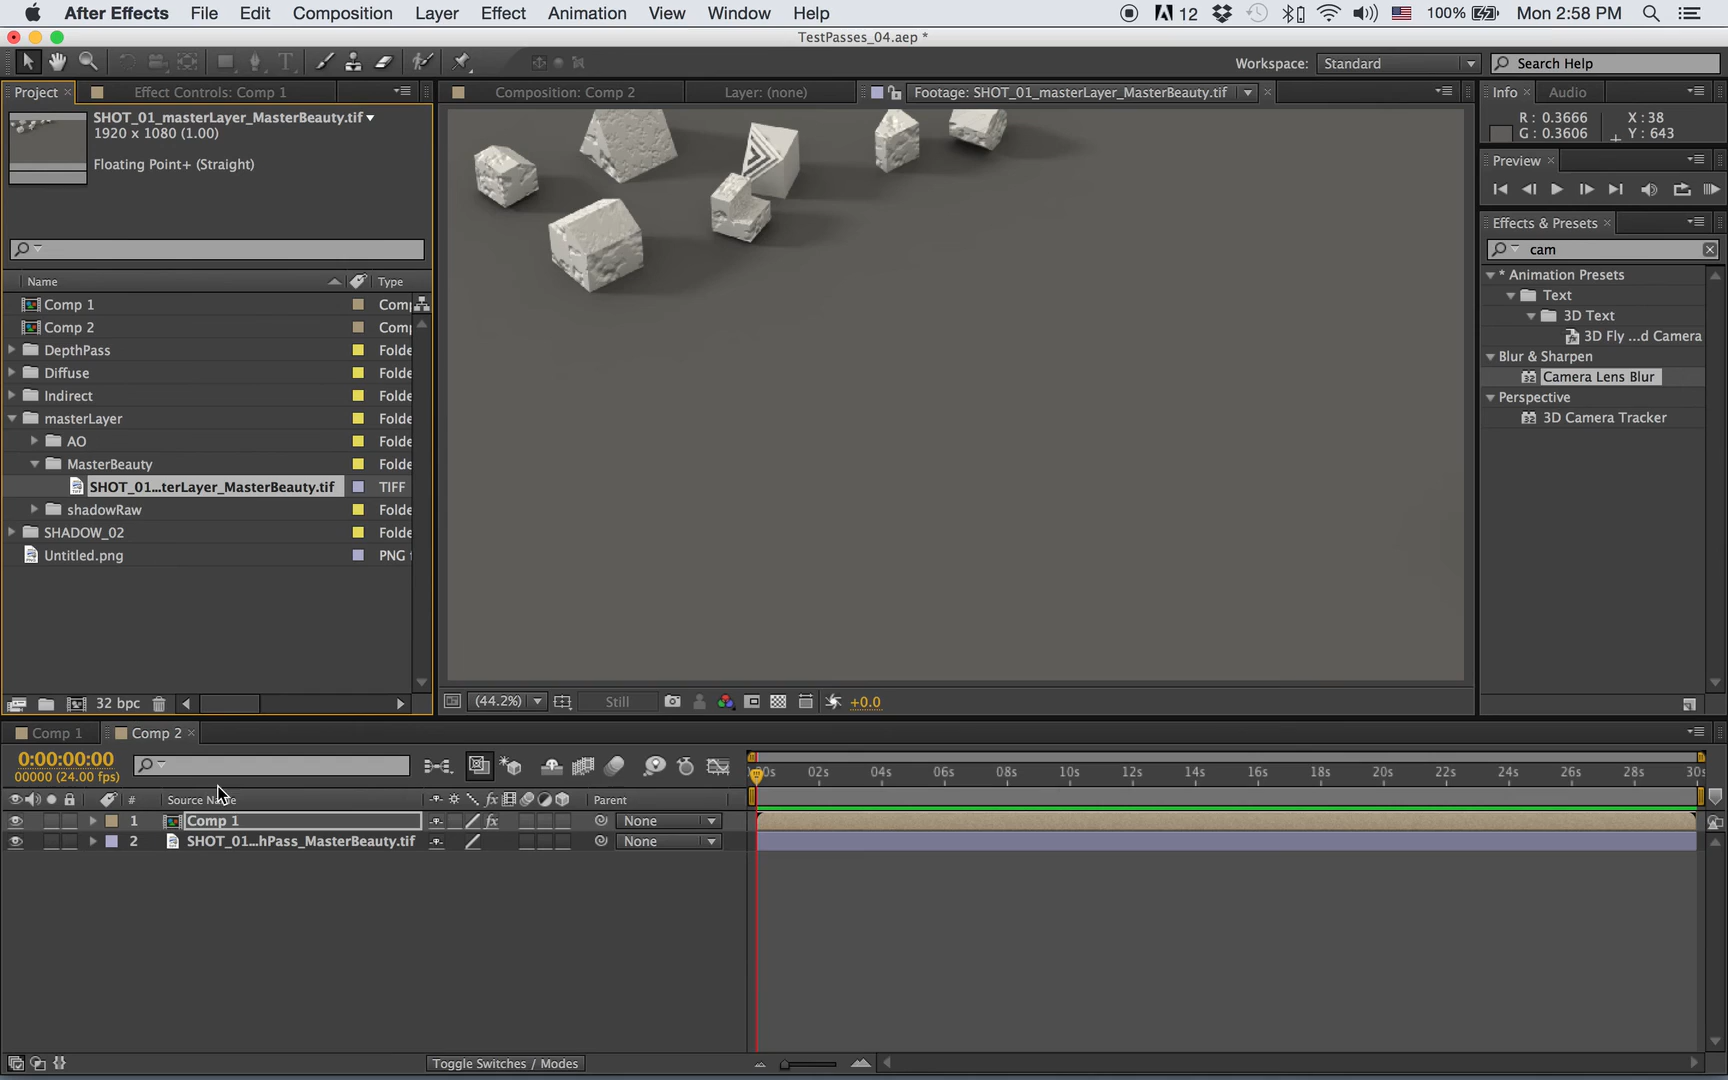 After Effects File Edit Composition Layer Effect Animation View Window Help 12 100% Mon 2:58 PM
TestPasses_04.aep *
Workspace: Standard Search Help
Project Effect Controls: Comp 1 Composition: Comp 2 Layer: (none) Footage: SHOT_01_masterLayer_MasterBeauty.tif Info Audio
SHOT_01_masterLayer_MasterBeauty.tif
1920 x 1080 (1.00)
Floating Point+ (Straight)
R : 0.3666 X : 38
G : 0.3606 Y : 643
Preview
Effects & Presets
cam
* Animation Presets
Text
3D Text
3D Fly ...d Camera
Blur & Sharpen
Camera Lens Blur
Perspective
3D Camera Tracker
Name Type
Comp 1 Comp
Comp 2 Comp
DepthPass Folde
Diffuse Folde
Indirect Folde
masterLayer Folde
AO Folde
MasterBeauty Folde
SHOT_01...terLayer_MasterBeauty.tif TIFF
shadowRaw Folde
SHADOW_02 Folde
Untitled.png PNG f
32 bpc
(44.2%) Still +0.0
Comp 1 Comp 2
0:00:00:00
00000 (24.00 fps)
:00s 02s 04s 06s 08s 10s 12s 14s 16s 18s 20s 22s 24s 26s 28s 30s
# Source Name fx Parent
1 Comp 1 fx None
2 SHOT_01...hPass_MasterBeauty.tif None
Toggle Switches / Modes